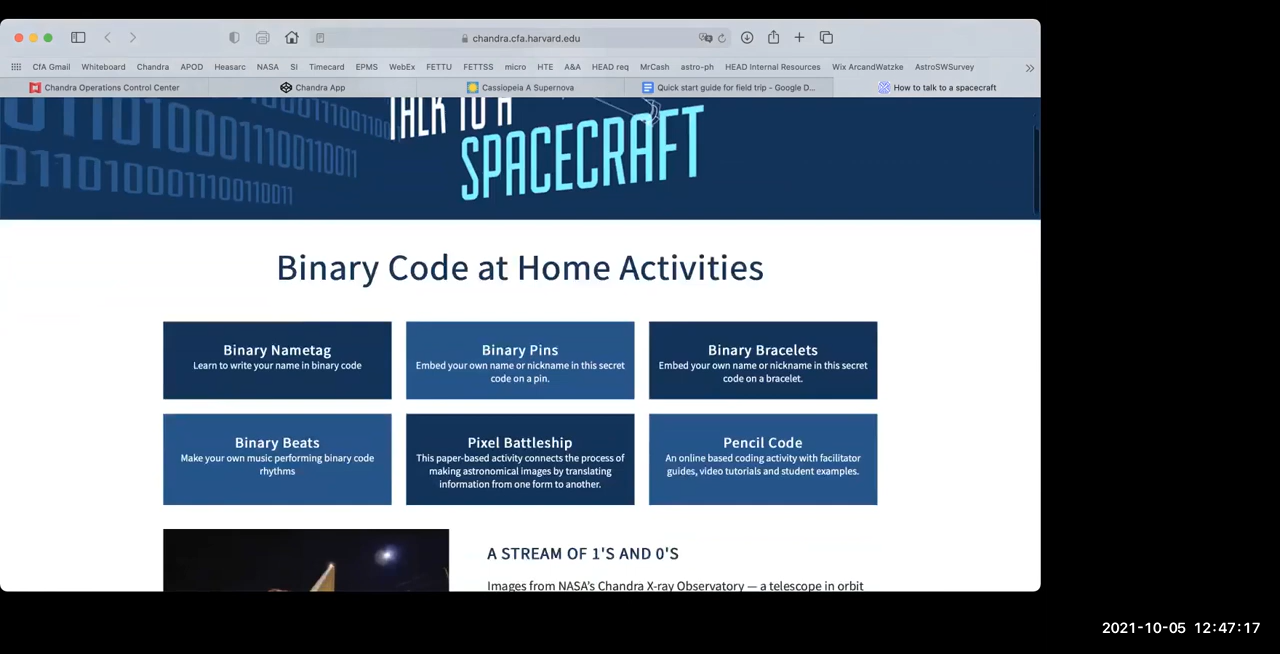 chandra.cfa.harvard.edu
CfA Gmail Whiteboard Chandra APOD Heasarc NASA SI Timecard EPMS WebEx FETTU FETTSS micro HTE A&A HEAD req MrCash astro-ph HEAD Internal Resources Wix ArcandWatzke AstroSWSurvey
Chandra Operations Control Center Chandra App Cassiopeia A Supernova Quick start guide for field trip - Google D... How to talk to a spacecraft
TALK TO A
SPACECRAFT
Binary Code at Home Activities
Binary Nametag
Learn to write your name in binary code
Binary Pins
Embed your own name or nickname in this secret
code on a pin.
Binary Bracelets
Embed your own name or nickname in this secret
code on a bracelet.
Binary Beats
Make your own music performing binary code
rhythms
Pixel Battleship
This paper-based activity connects the process of
making astronomical images by translating
information from one form to another.
Pencil Code
An online based coding activity with facilitator
guides, video tutorials and student examples.
A STREAM OF 1'S AND 0'S
Images from NASA's Chandra X-ray Observatory — a telescope in orbit
2021-10-05 12:47:17